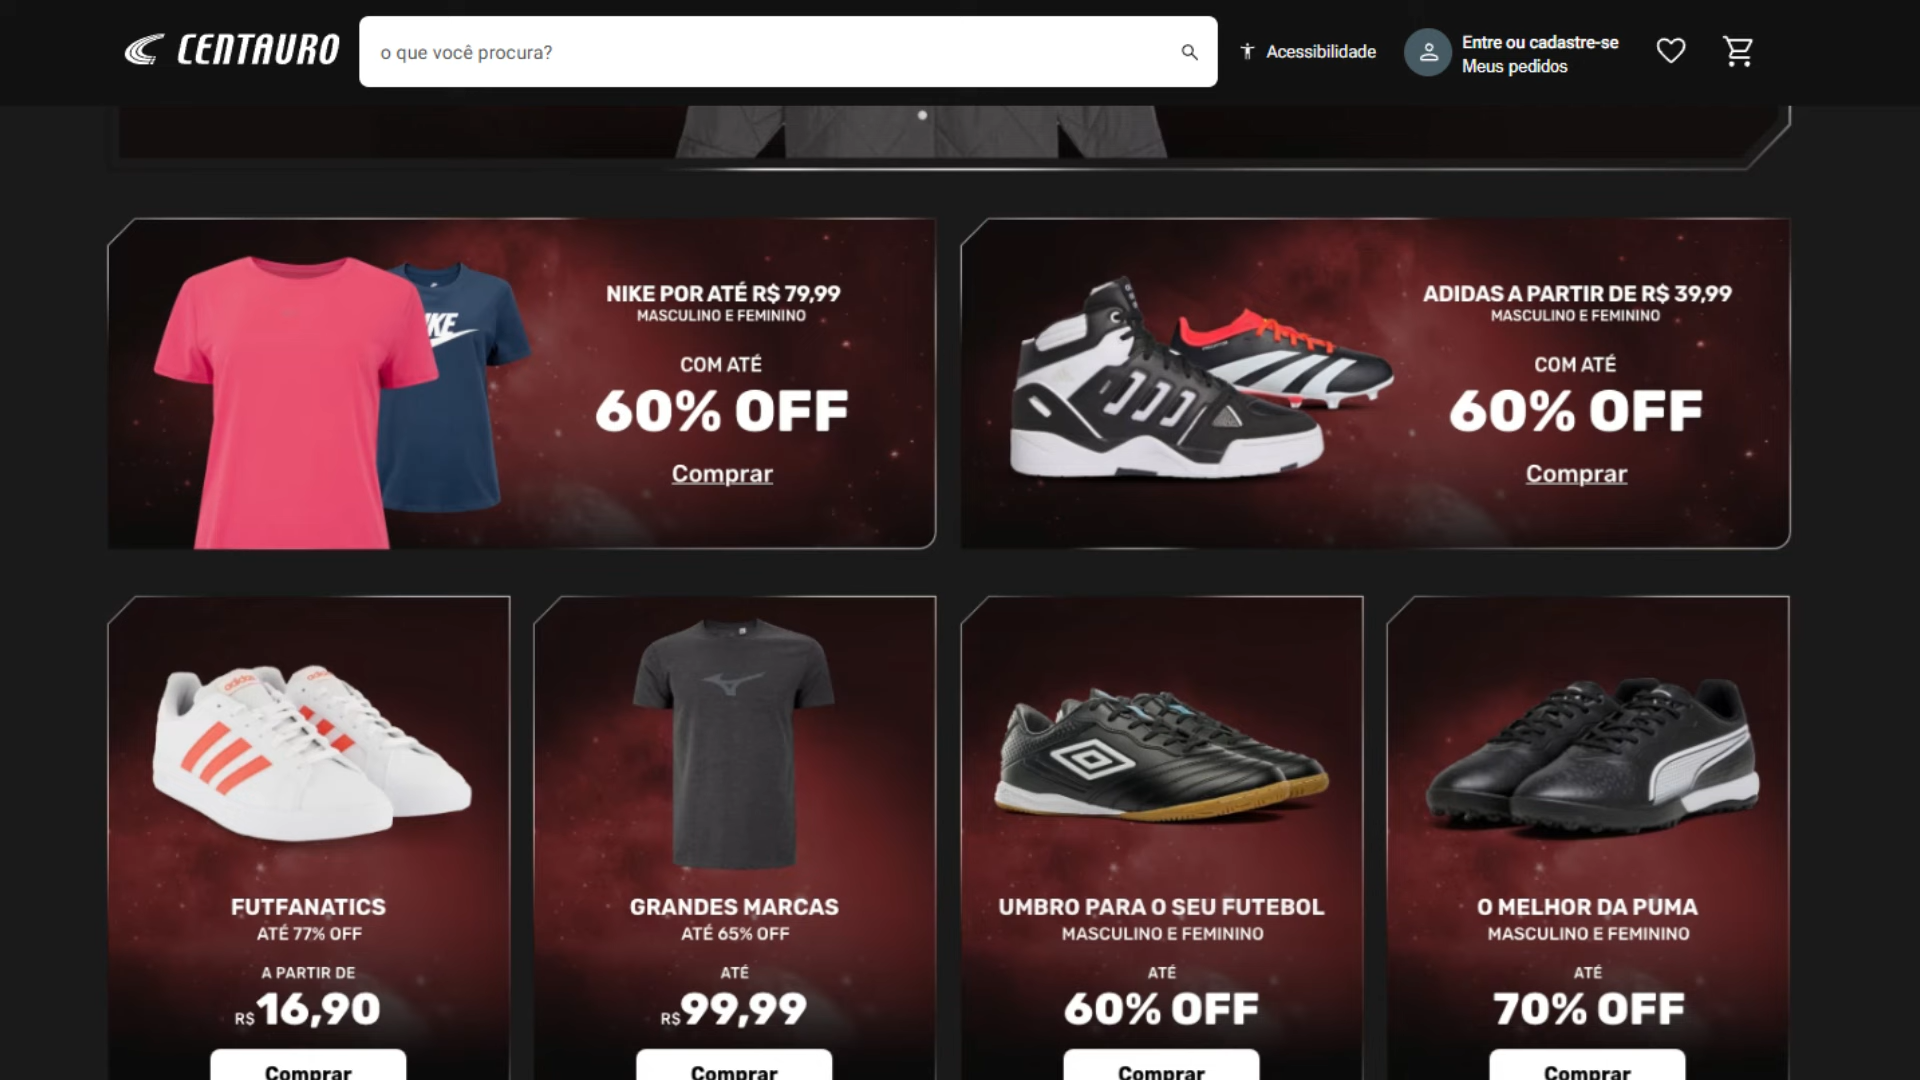 CENTAURO
o que você procura?
Acessibilidade
Entre ou cadastre-se
Meus pedidos
NIKE POR ATÉ R$ 79,99
MASCULINO E FEMININO
COM ATÉ
60% OFF
Comprar
ADIDAS A PARTIR DE R$ 39,99
MASCULINO E FEMININO
COM ATÉ
60% OFF
Comprar
adidas
FUTFANATICS
ATÉ 77% OFF
A PARTIR DE
R$ 16,90
Comprar
GRANDES MARCAS
ATÉ 65% OFF
ATÉ
R$ 99,99
Comprar
UMBRO PARA O SEU FUTEBOL
MASCULINO E FEMININO
ATÉ
60% OFF
Comprar
O MELHOR DA PUMA
MASCULINO E FEMININO
ATÉ
70% OFF
Comprar